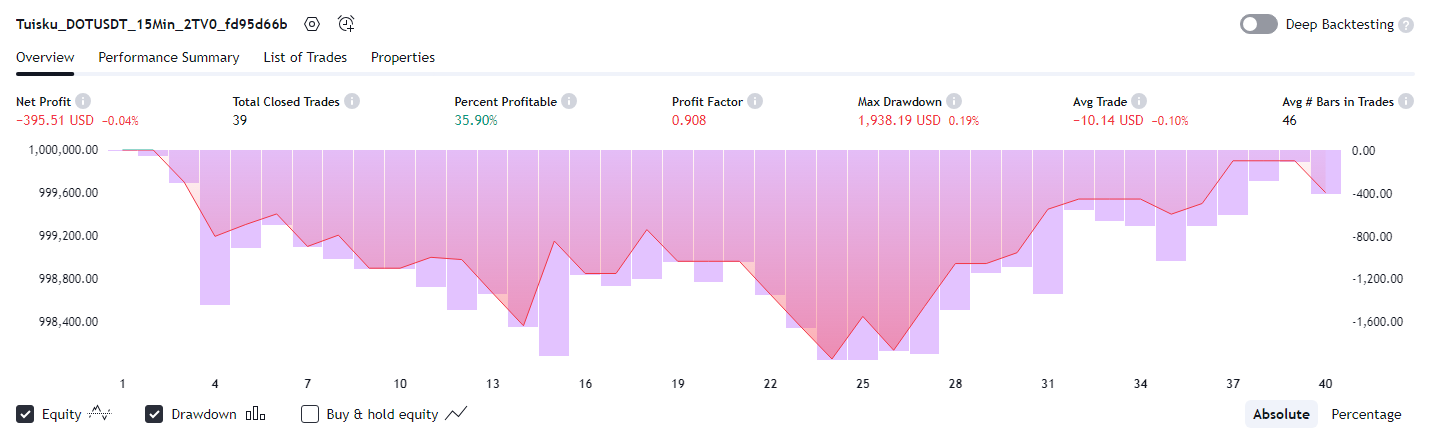 Tuisku_DOTUSDT_15Min_2TV0_fd95d66b Deep Backtesting ?
Overview Performance Summary List of Trades Properties
Net Profit Total Closed Trades Percent Profitable Profit Factor Max Drawdown Avg Trade Avg # Bars in Trades
−395.51 USD −0.04% 39 35.90% 0.908 1,938.19 USD 0.19% −10.14 USD −0.10% 46
1,000,000.00 0.00
999,600.00 -400.00
999,200.00 -800.00
998,800.00 -1,200.00
998,400.00 -1,600.00
1 4 7 10 13 16 19 22 25 28 31 34 37 40
Equity Drawdown Buy & hold equity Absolute Percentage